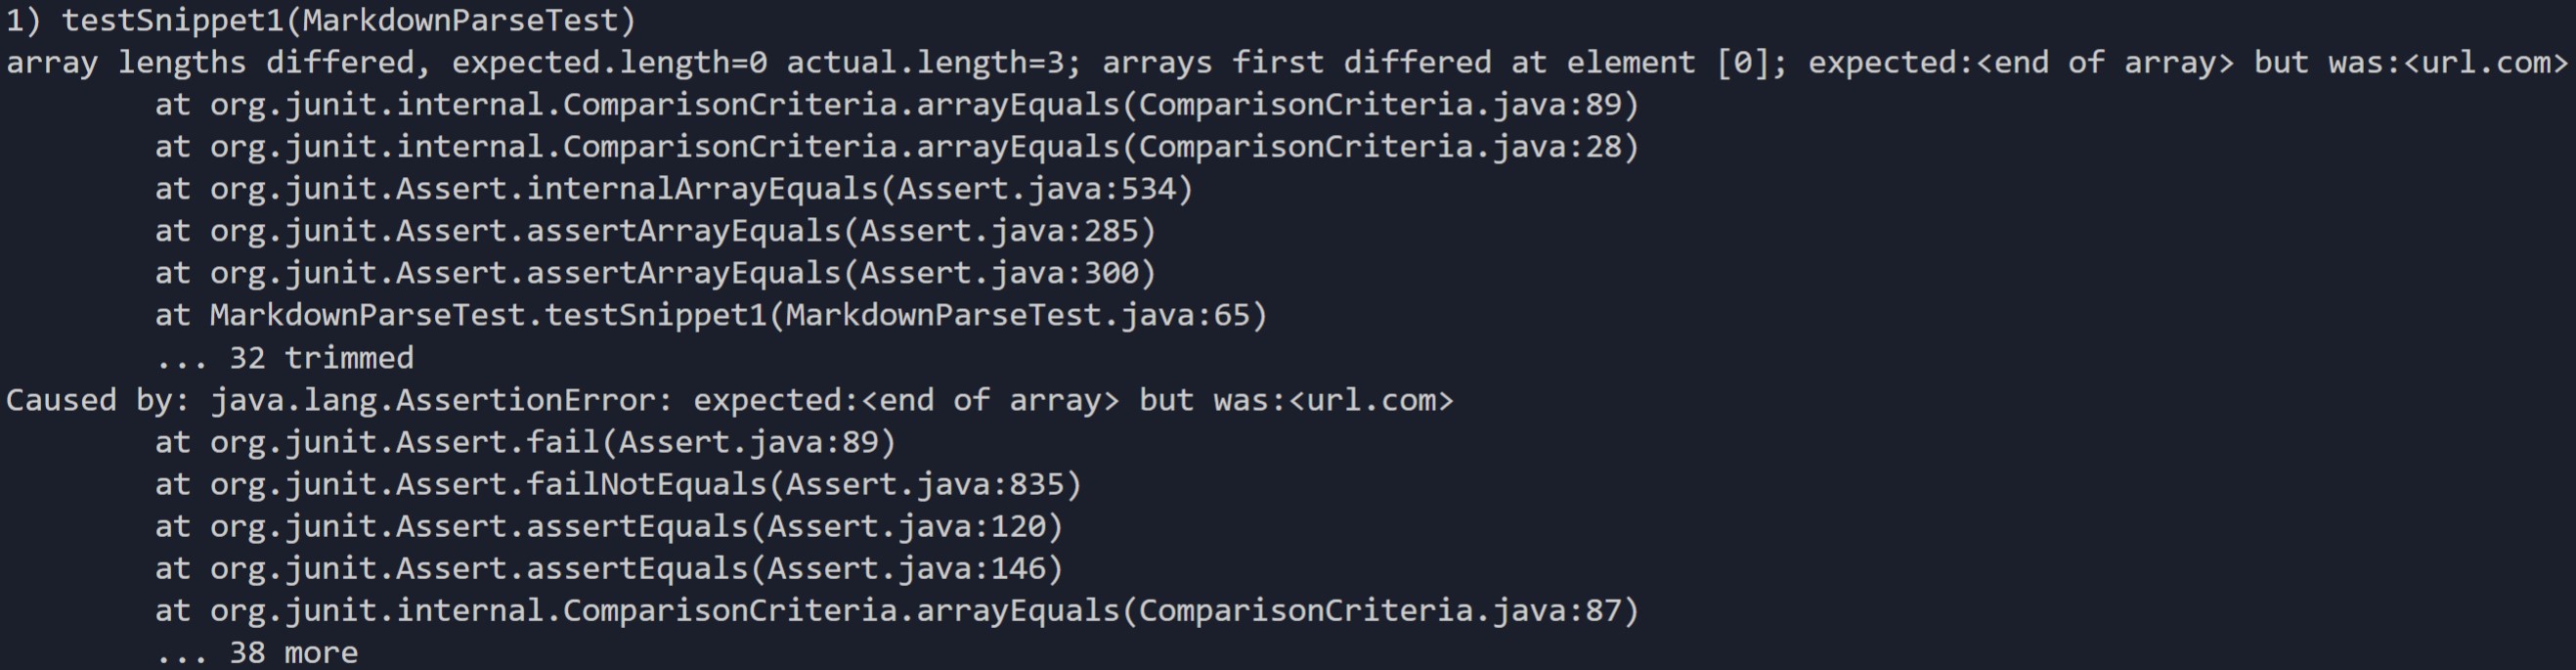 1) testSnippet1(MarkdownParseTest)
array lengths differed, expected.length=0 actual.length=3; arrays first differed at element [0]; expected:<end of array> but was:<url.com>
at org.junit.internal.ComparisonCriteria.arrayEquals(ComparisonCriteria.java:89)
at org.junit.internal.ComparisonCriteria.arrayEquals(ComparisonCriteria.java:28)
at org.junit.Assert.internalArrayEquals(Assert.java:534)
at org.junit.Assert.assertArrayEquals(Assert.java:285)
at org.junit.Assert.assertArrayEquals(Assert.java:300)
at MarkdownParseTest.testSnippet1(MarkdownParseTest.java:65)
... 32 trimmed
Caused by: java.lang.AssertionError: expected:<end of array> but was:<url.com>
at org.junit.Assert.fail(Assert.java:89)
at org.junit.Assert.failNotEquals(Assert.java:835)
at org.junit.Assert.assertEquals(Assert.java:120)
at org.junit.Assert.assertEquals(Assert.java:146)
at org.junit.internal.ComparisonCriteria.arrayEquals(ComparisonCriteria.java:87)
... 38 more